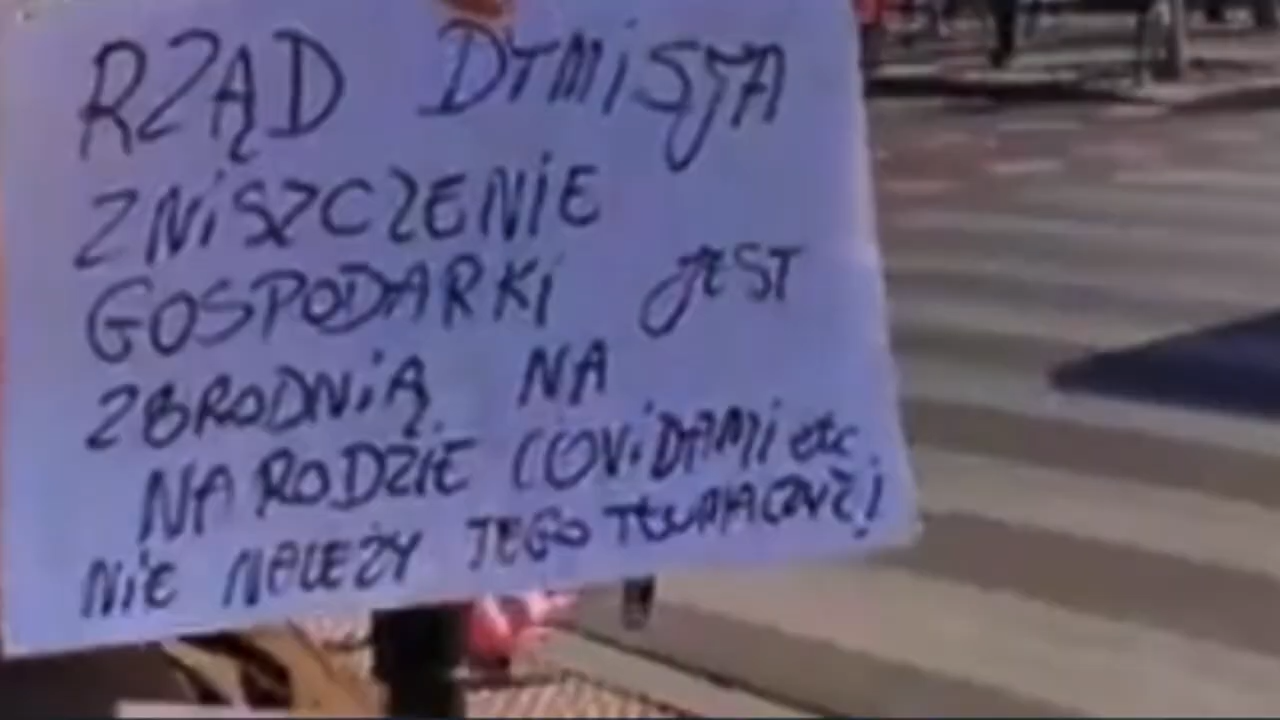 RZĄD DYMISJA
ZNISZCZENIE
GOSPODARKI JEST
ZBRODNIĄ NA
NARODZIE COVIDAMI etc
NIE NALEŻY TEGO TŁUMACZYĆ!